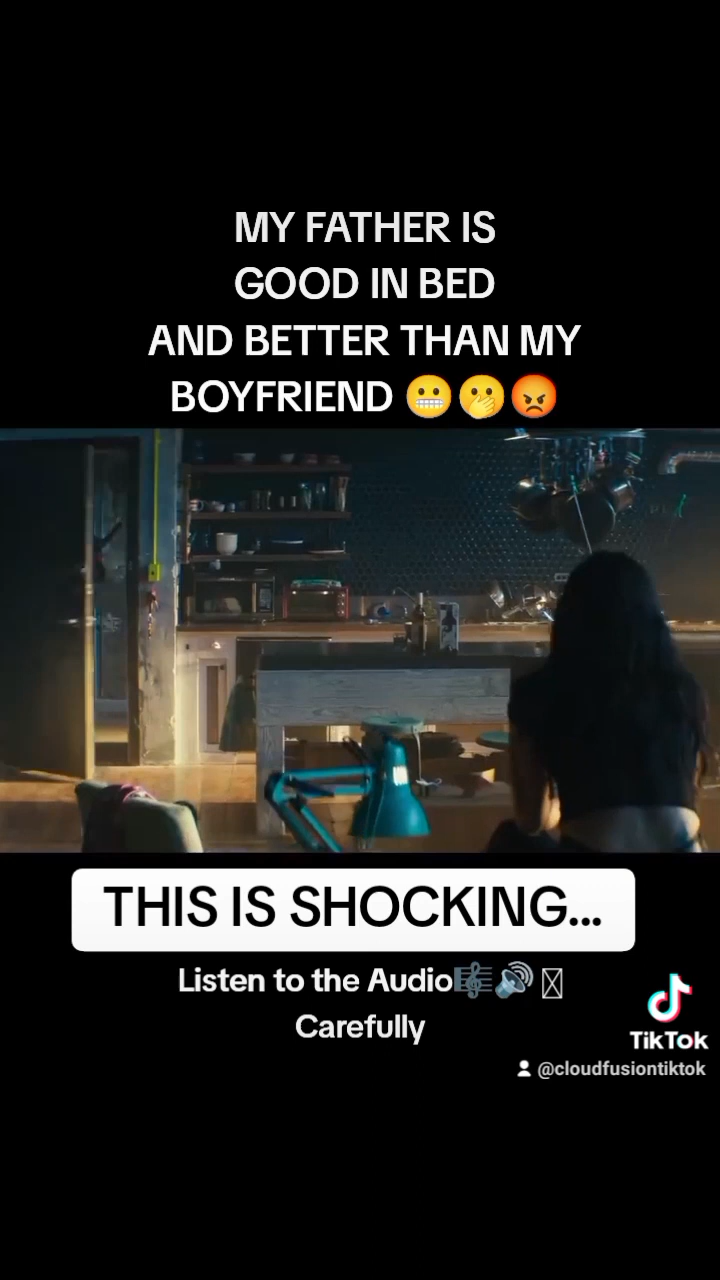 MY FATHER IS
GOOD IN BED
AND BETTER THAN MY
BOYFRIEND 😬🫢😡
THIS IS SHOCKING...
Listen to the Audio🎼🔊
Carefully
TikTok
@cloudfusiontiktok